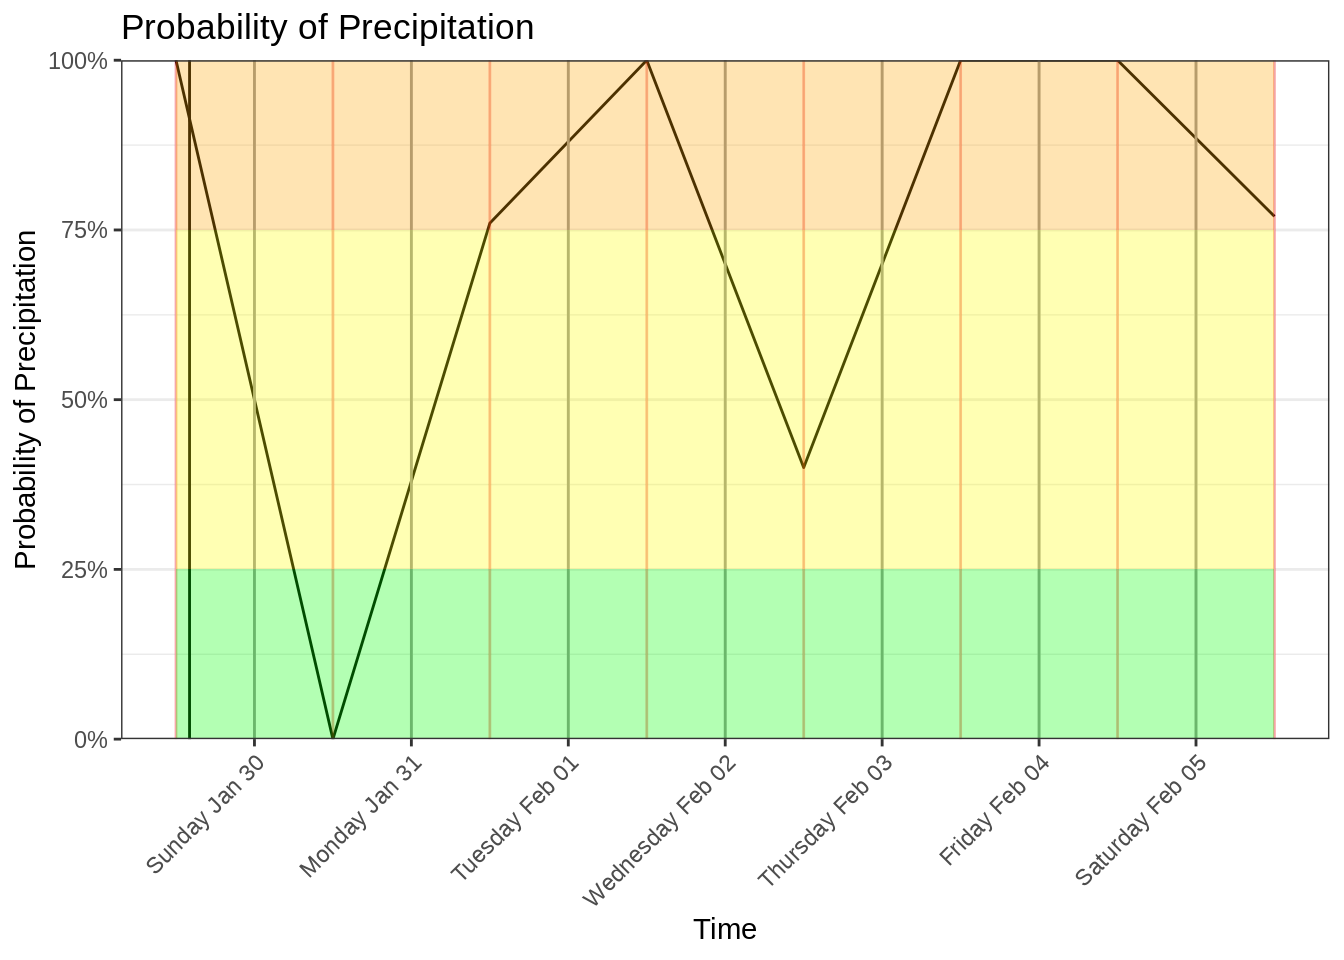 Probability of Precipitation
Probability of Precipitation
100%
75%
50%
25%
0%
Sunday Jan 30
Monday Jan 31
Tuesday Feb 01
Wednesday Feb 02
Thursday Feb 03
Friday Feb 04
Saturday Feb 05
Time